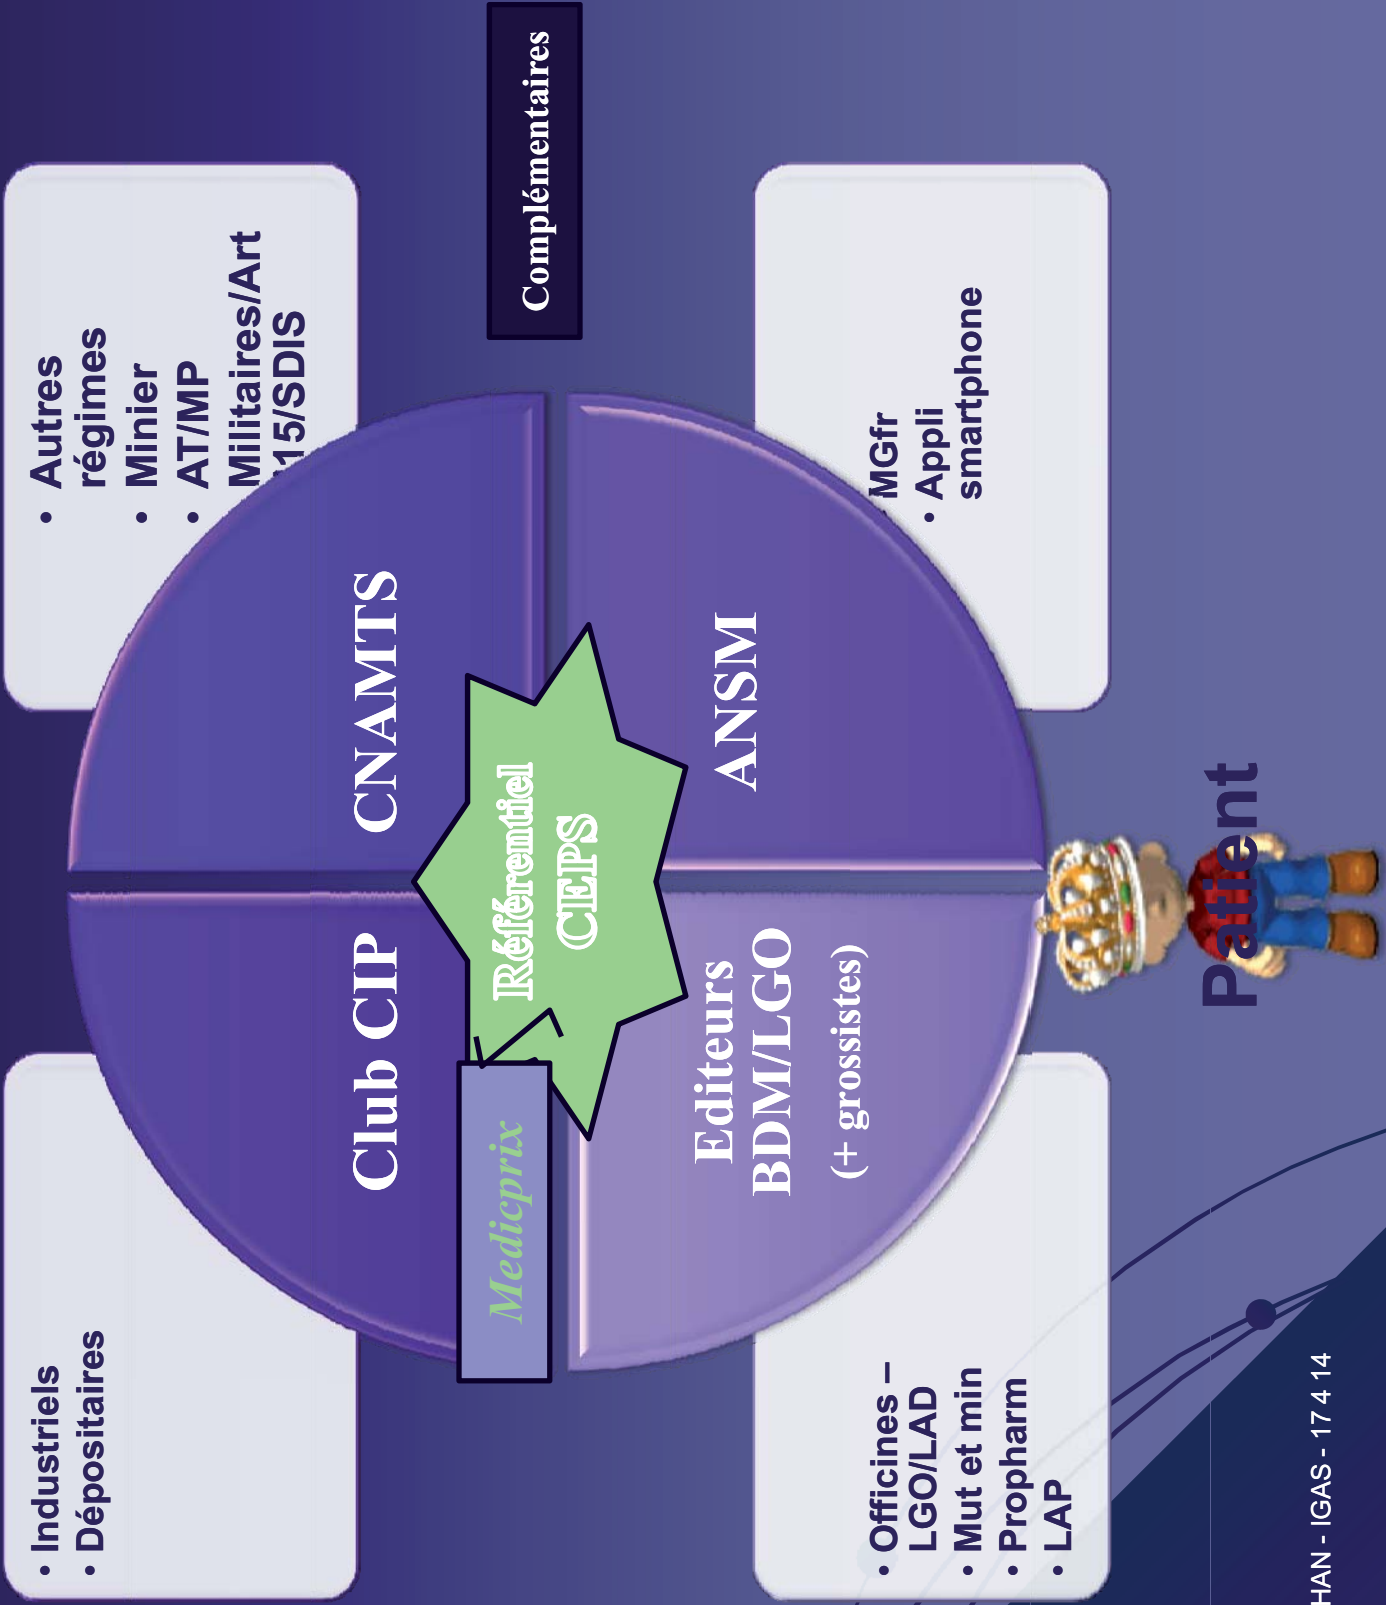 • Industriels
• Dépositaires
• Autres
régimes
• Minier
• AT/MP
Militaires/Art
115/SDIS
Club CIP
CNAMTS
Medicprix
Référentiel
CEPS
Complémentaires
Editeurs
BDM/LGO
(+ grossistes)
ANSM
• Officines –
LGO/LAD
• Mut et min
• Propharm
• LAP
MGfr
• Appli
smartphone
Patient
HAN - IGAS - 17 4 14